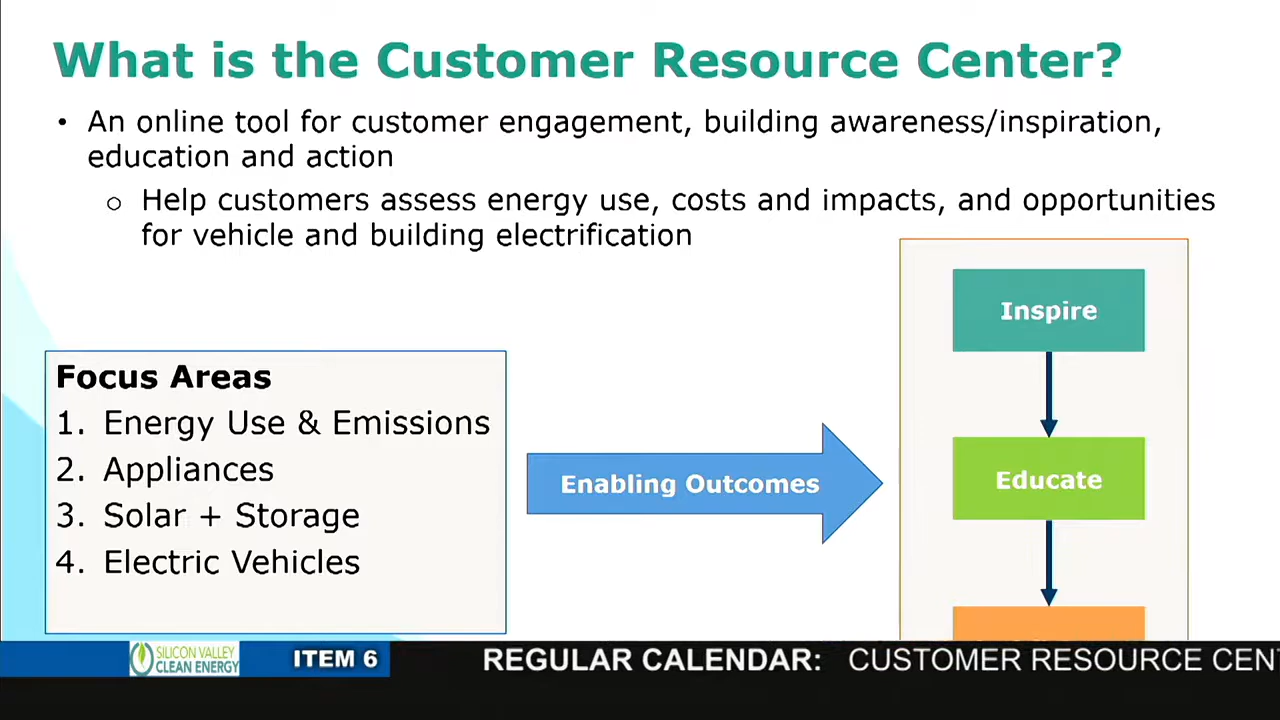 What is the Customer Resource Center?
• An online tool for customer engagement, building awareness/inspiration,
education and action
o Help customers assess energy use, costs and impacts, and opportunities
for vehicle and building electrification
Inspire
Focus Areas
1. Energy Use & Emissions
2. Appliances
3. Solar + Storage
4. Electric Vehicles
Enabling Outcomes
Educate
SILICON VALLEY
CLEAN ENERGY
ITEM 6
REGULAR CALENDAR: CUSTOMER RESOURCE CEN